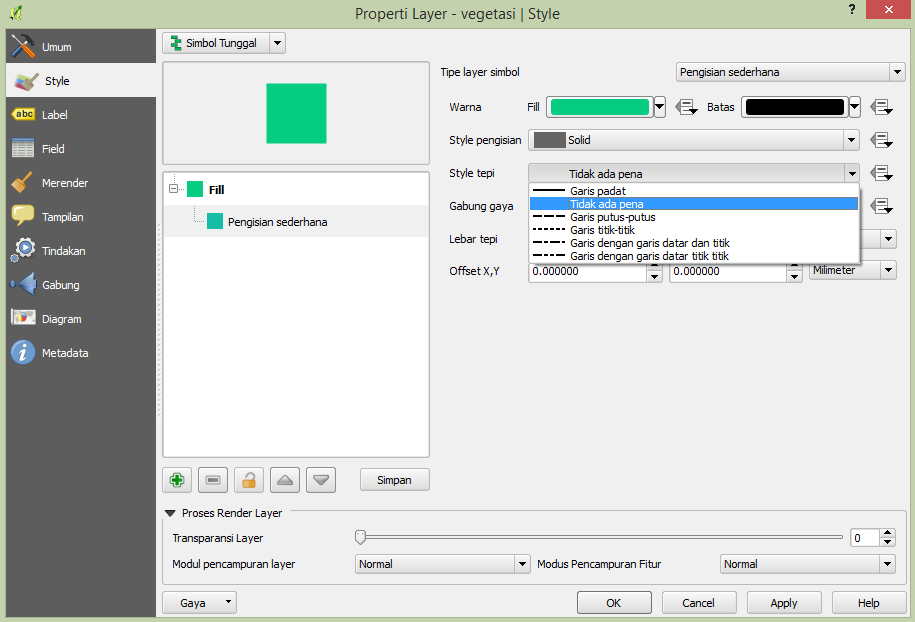 Properti Layer - vegetasi | Style
?
Umum
Style
abc Label
Field
Merender
Tampilan
Tindakan
Gabung
Diagram
Metadata
Simbol Tunggal
Fill
Pengisian sederhana
Simpan
Tipe layer simbol Pengisian sederhana
Warna Fill Batas
Style pengisian Solid
Style tepi Tidak ada pena
Garis padat
Tidak ada pena
Garis putus-putus
Garis titik-titik
Garis dengan garis datar dan titik
Garis dengan garis datar titik titik
Gabung gaya
Lebar tepi
Offset X,Y 0.000000 0.000000 Milimeter
Proses Render Layer
Transparansi Layer 0
Modul pencampuran layer Normal Modus Pencampuran Fitur Normal
Gaya OK Cancel Apply Help